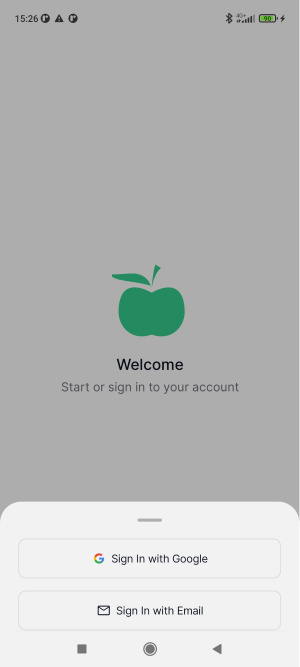 15:26
4G+
90
Welcome
Start or sign in to your account
Sign In with Google
Sign In with Email